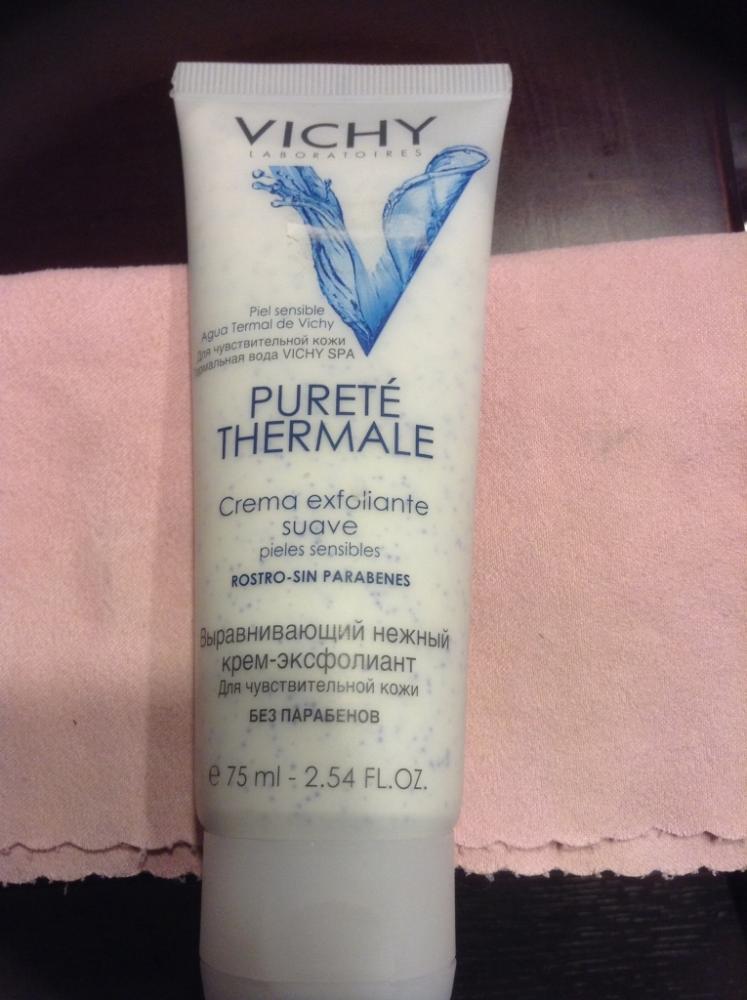 VICHY
LABORATOIRES
Piel sensible
Agua Termal de Vichy
Для чувствительной кожи
вода VICHY SPA
PURETÉ
THERMALE
Crema exfoliante
suave
pieles sensibles
ROSTRO-SIN PARABENES
Выравнивающий нежный
крем-эксфолиант
Для чувствительной кожи
БЕЗ ПАРАБЕНОВ
e 75 ml - 2.54 FL.OZ.